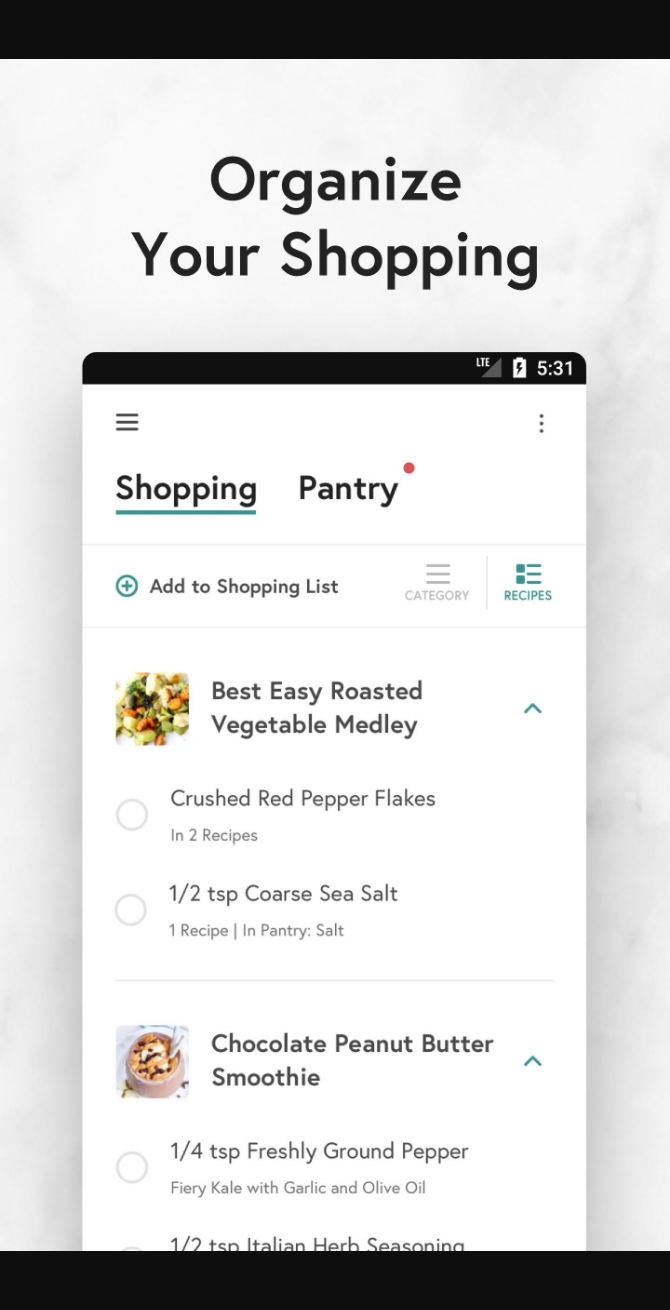 Organize
Your Shopping
LTE 5:31
Shopping Pantry
Add to Shopping List CATEGORY RECIPES
Best Easy Roasted
Vegetable Medley
Crushed Red Pepper Flakes
In 2 Recipes
1/2 tsp Coarse Sea Salt
1 Recipe | In Pantry: Salt
Chocolate Peanut Butter
Smoothie
1/4 tsp Freshly Ground Pepper
Fiery Kale with Garlic and Olive Oil
1/2 tsp Italian Herb Seasoning